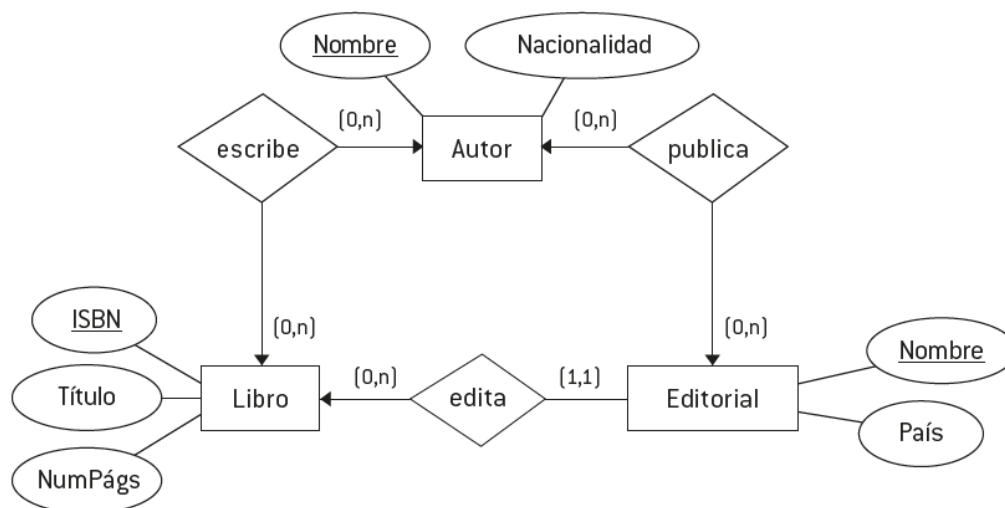 Nombre
Nacionalidad
(0,n)
(0,n)
escribe
Autor
publica
ISBN
(0,n)
(0,n)
Nombre
Título
Libro
(0,n)
edita
(1,1)
Editorial
País
NumPágs